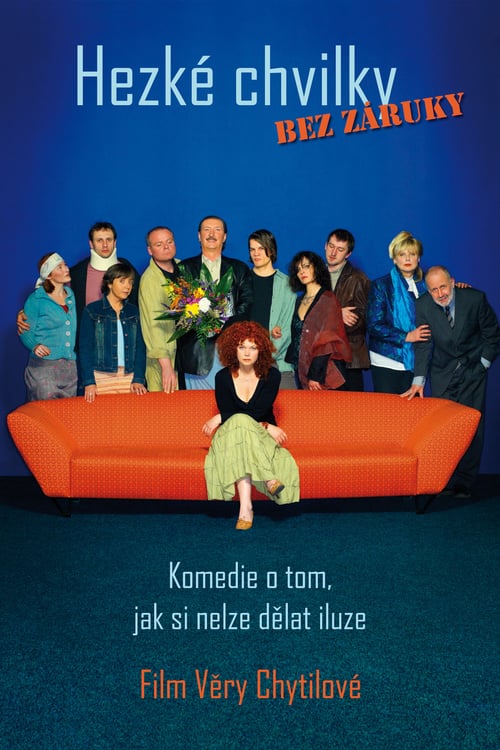 Hezké chvilky
BEZ ZÁRUKY
Komedie o tom,
jak si nelze dělat iluze
Film Věry Chytilové